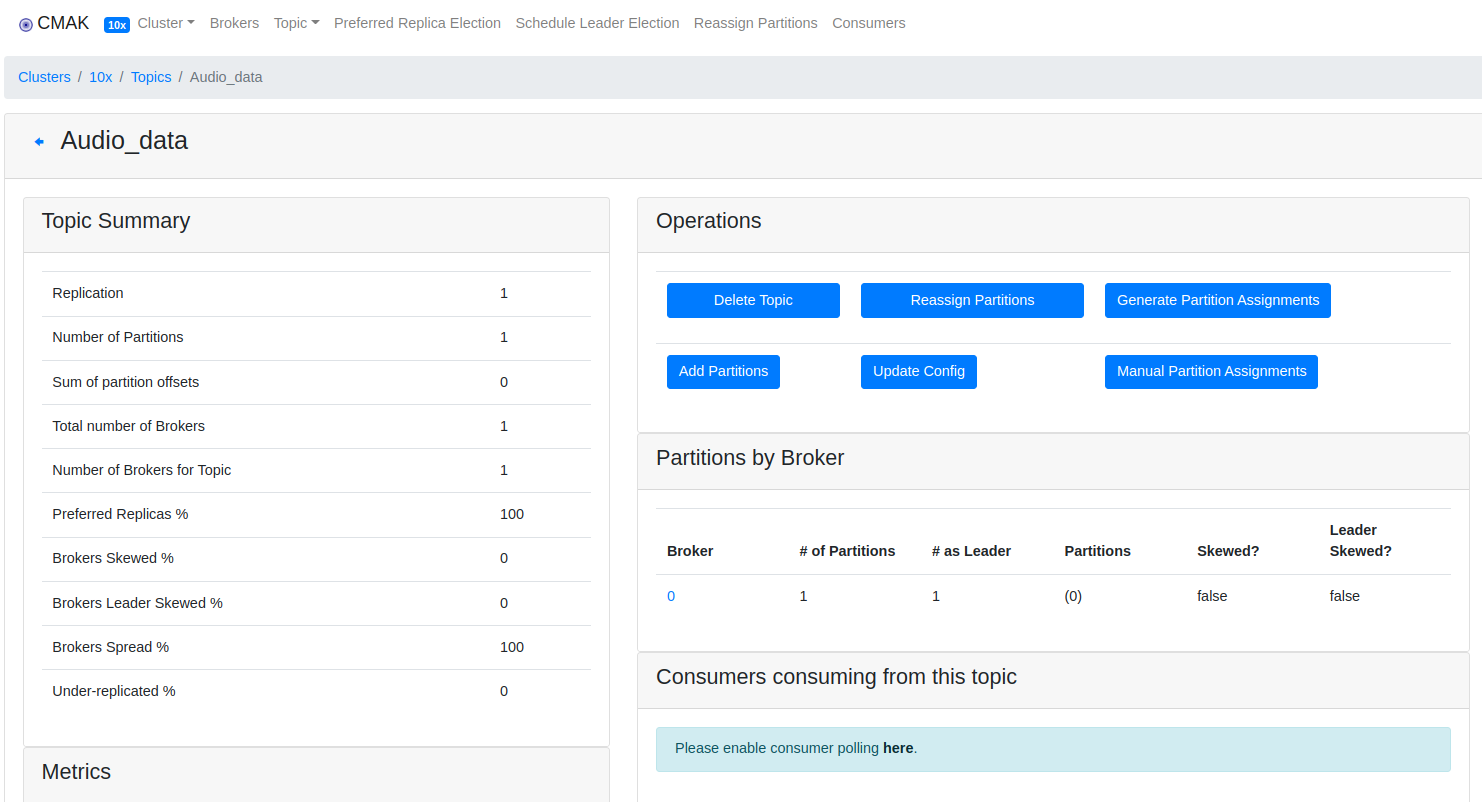 CMAK 10x Cluster Brokers Topic Preferred Replica Election Schedule Leader Election Reassign Partitions Consumers
Clusters / 10x / Topics / Audio_data
Audio_data
Topic Summary
Replication 1
Number of Partitions 1
Sum of partition offsets 0
Total number of Brokers 1
Number of Brokers for Topic 1
Preferred Replicas % 100
Brokers Skewed % 0
Brokers Leader Skewed % 0
Brokers Spread % 100
Under-replicated % 0
Metrics
Operations
Delete Topic Reassign Partitions Generate Partition Assignments
Add Partitions Update Config Manual Partition Assignments
Partitions by Broker
Broker # of Partitions # as Leader Partitions Skewed? Leader Skewed?
0 1 1 (0) false false
Consumers consuming from this topic
Please enable consumer polling here.